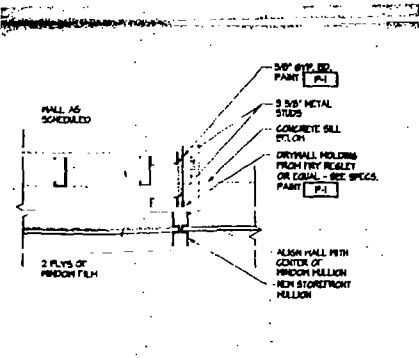 5/8" GYP. BD.
PAINT P-1
WALL AS
SCHEDULED
3 5/8" METAL
STUDS
CONCRETE SILL
BELOW
DRYWALL MOLDING
FROM FRY REGLET
OR EQUAL - SEE SPECS.
PAINT P-1
2 PLYS OF
WINDOW FILM
ALIGN WALL WITH
CENTER OF
WINDOW MULLION
NEW STOREFRONT
MULLION